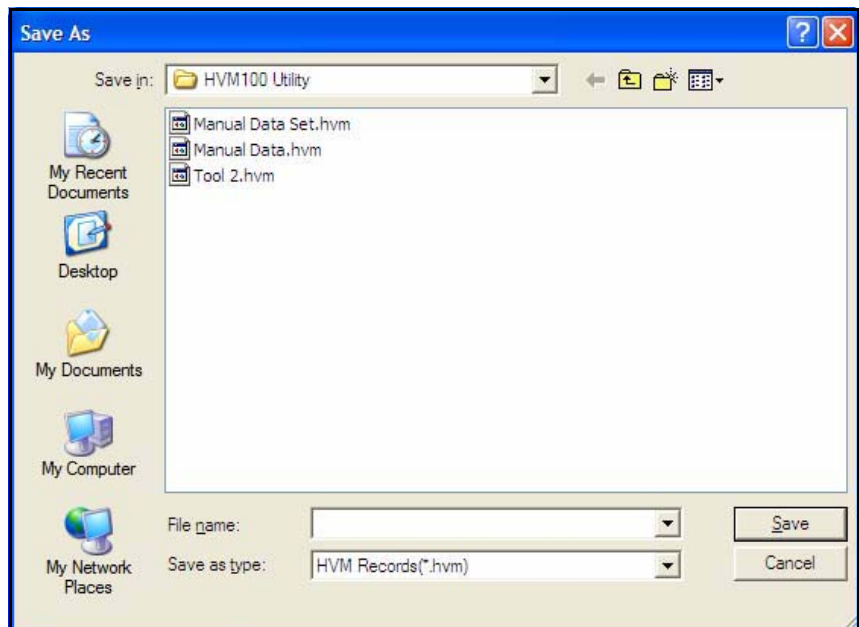 Save As
Save in:
HVM100 Utility
My Recent
Documents
Desktop
My Documents
My Computer
My Network
Places
Manual Data Set.hvm
Manual Data.hvm
Tool 2.hvm
File name:
Save
Save as type:
HVM Records(*.hvm)
Cancel